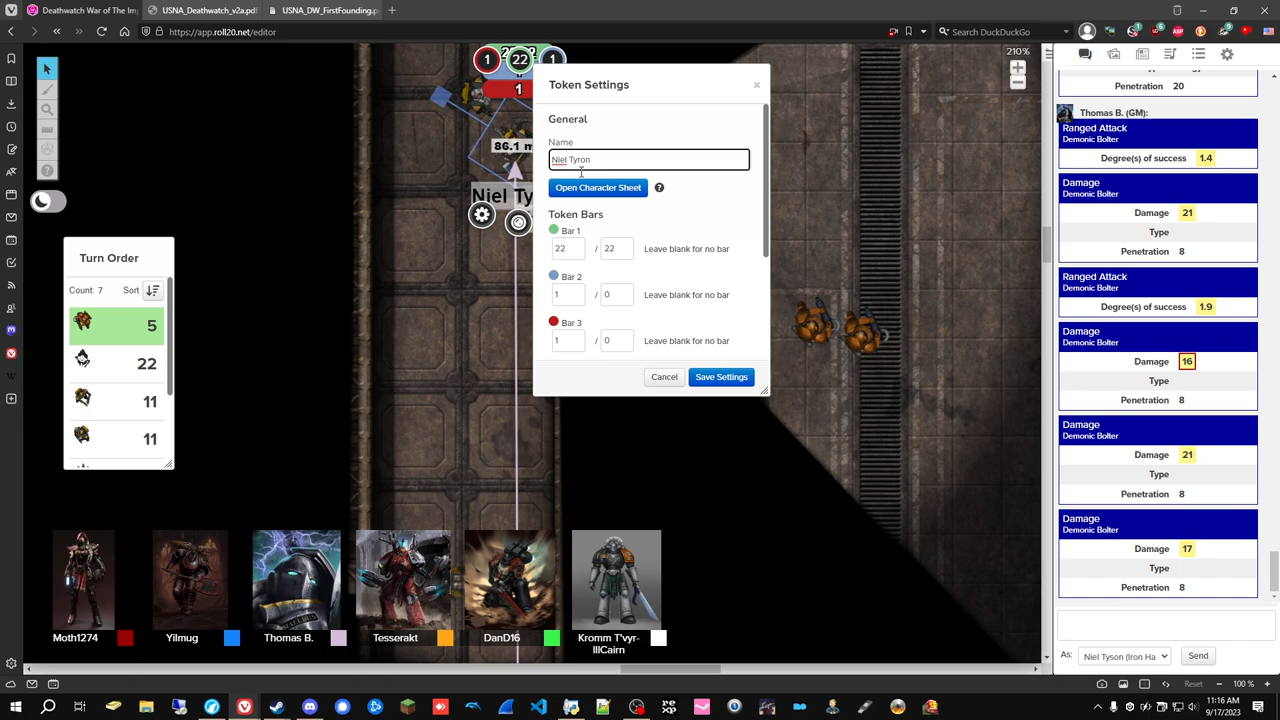 Deathwatch War of The Im
USNA_Deathwatch_v2a.pdf
USNA_DW_FirstFounding.p
https://app.roll20.net/editor
Search DuckDuckGo
210%
1
22
1
1
86.1 m
Niel Ty
Token Settings
General
Name
Niel Tyron
Open Character Sheet
Token Bars
Bar 1
22 / 22 Leave blank for no bar
Bar 2
1 / 0 Leave blank for no bar
Bar 3
1 / 0 Leave blank for no bar
Cancel Save Settings
Turn Order
Count: 7 Sort
5
22
11
11
Moth1274
Yilmug
Thomas B.
Tesserakt
DanD16
Kromm T'vyr-
IllCairn
Penetration 20
Thomas B. (GM):
Ranged Attack
Demonic Bolter
Degree(s) of success 1.4
Damage
Demonic Bolter
Damage 21
Type
Penetration 8
Ranged Attack
Demonic Bolter
Degree(s) of success 1.9
Damage
Demonic Bolter
Damage 16
Type
Penetration 8
Damage
Demonic Bolter
Damage 21
Type
Penetration 8
Damage
Demonic Bolter
Damage 17
Type
Penetration 8
As: Niel Tyson (Iron Ha Send
Reset 100 %
11:16 AM
9/17/2023